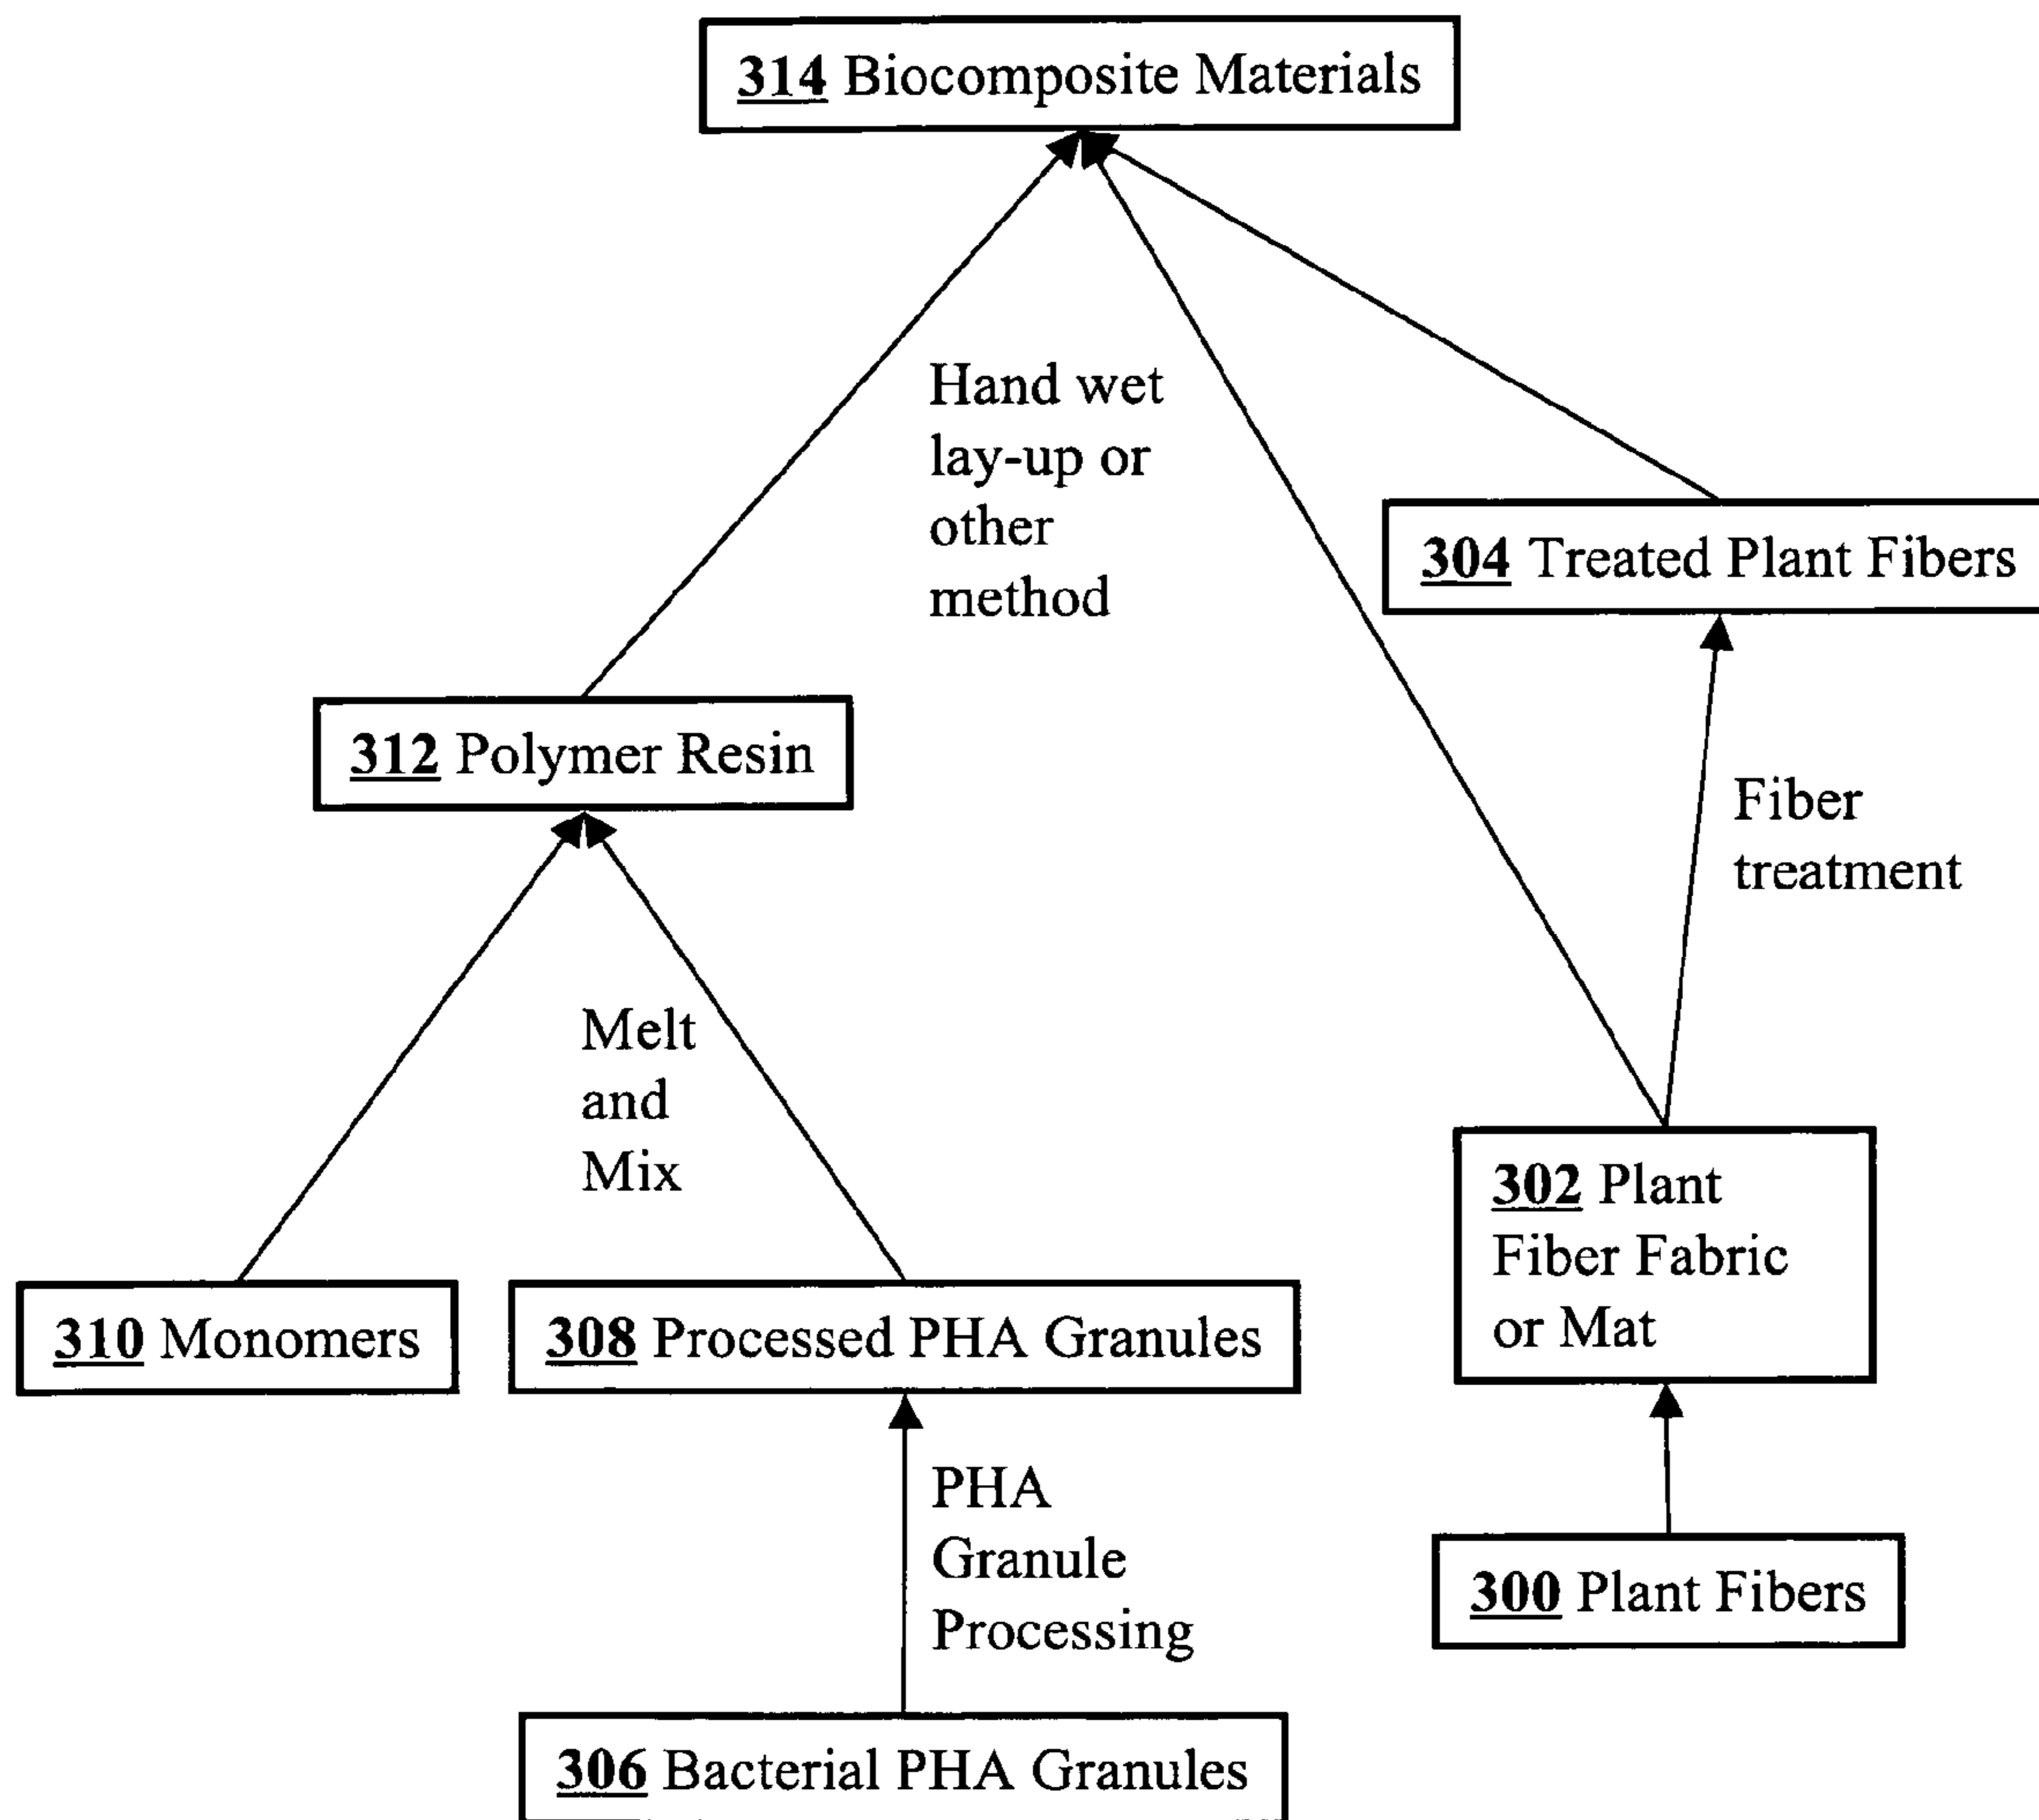 314 Biocomposite Materials
Hand wet
lay-up or
other
method
304 Treated Plant Fibers
312 Polymer Resin
Fiber
treatment
Melt
and
Mix
302 Plant
Fiber Fabric
or Mat
310 Monomers
308 Processed PHA Granules
PHA
Granule
Processing
300 Plant Fibers
306 Bacterial PHA Granules